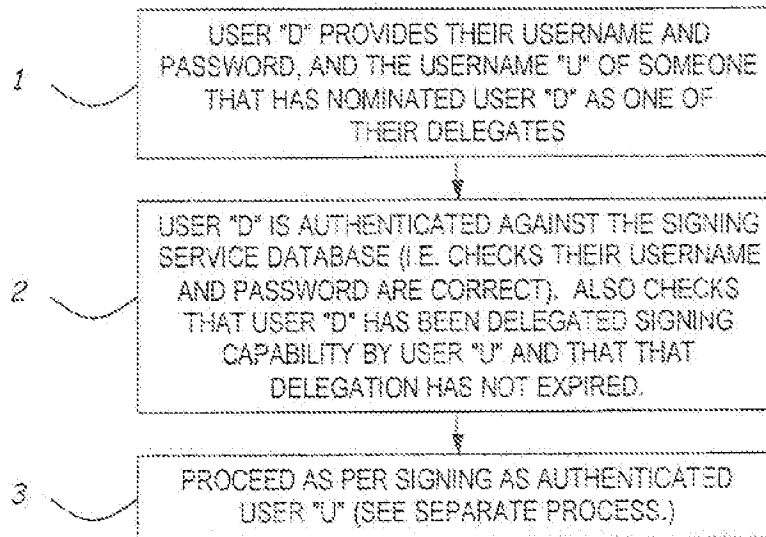 1
USER "D" PROVIDES THEIR USERNAME AND
PASSWORD, AND THE USERNAME "U" OF SOMEONE
THAT HAS NOMINATED USER "D" AS ONE OF
THEIR DELEGATES
2
USER "D" IS AUTHENTICATED AGAINST THE SIGNING
SERVICE DATABASE (I.E. CHECKS THEIR USERNAME
AND PASSWORD ARE CORRECT). ALSO CHECKS
THAT USER "D" HAS BEEN DELEGATED SIGNING
CAPABILITY BY USER "U" AND THAT THAT
DELEGATION HAS NOT EXPIRED.
3
PROCEED AS PER SIGNING AS AUTHENTICATED
USER "U" (SEE SEPARATE PROCESS.)